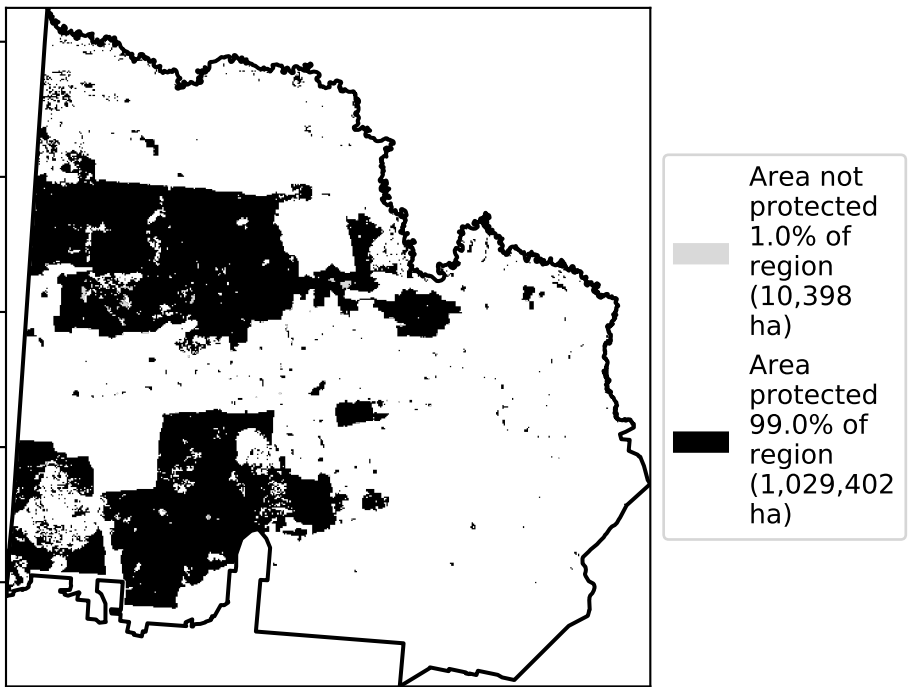 Area not
protected
1.0% of
region
(10,398
ha)
Area
protected
99.0% of
region
(1,029,402
ha)